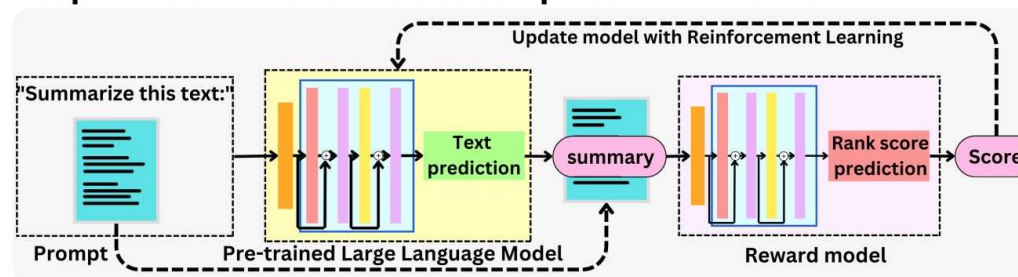 Update model with Reinforcement Learning
"Summarize this text:"
Text
prediction
summary
Rank score
prediction
Score
Prompt
Pre-trained Large Language Model
Reward model